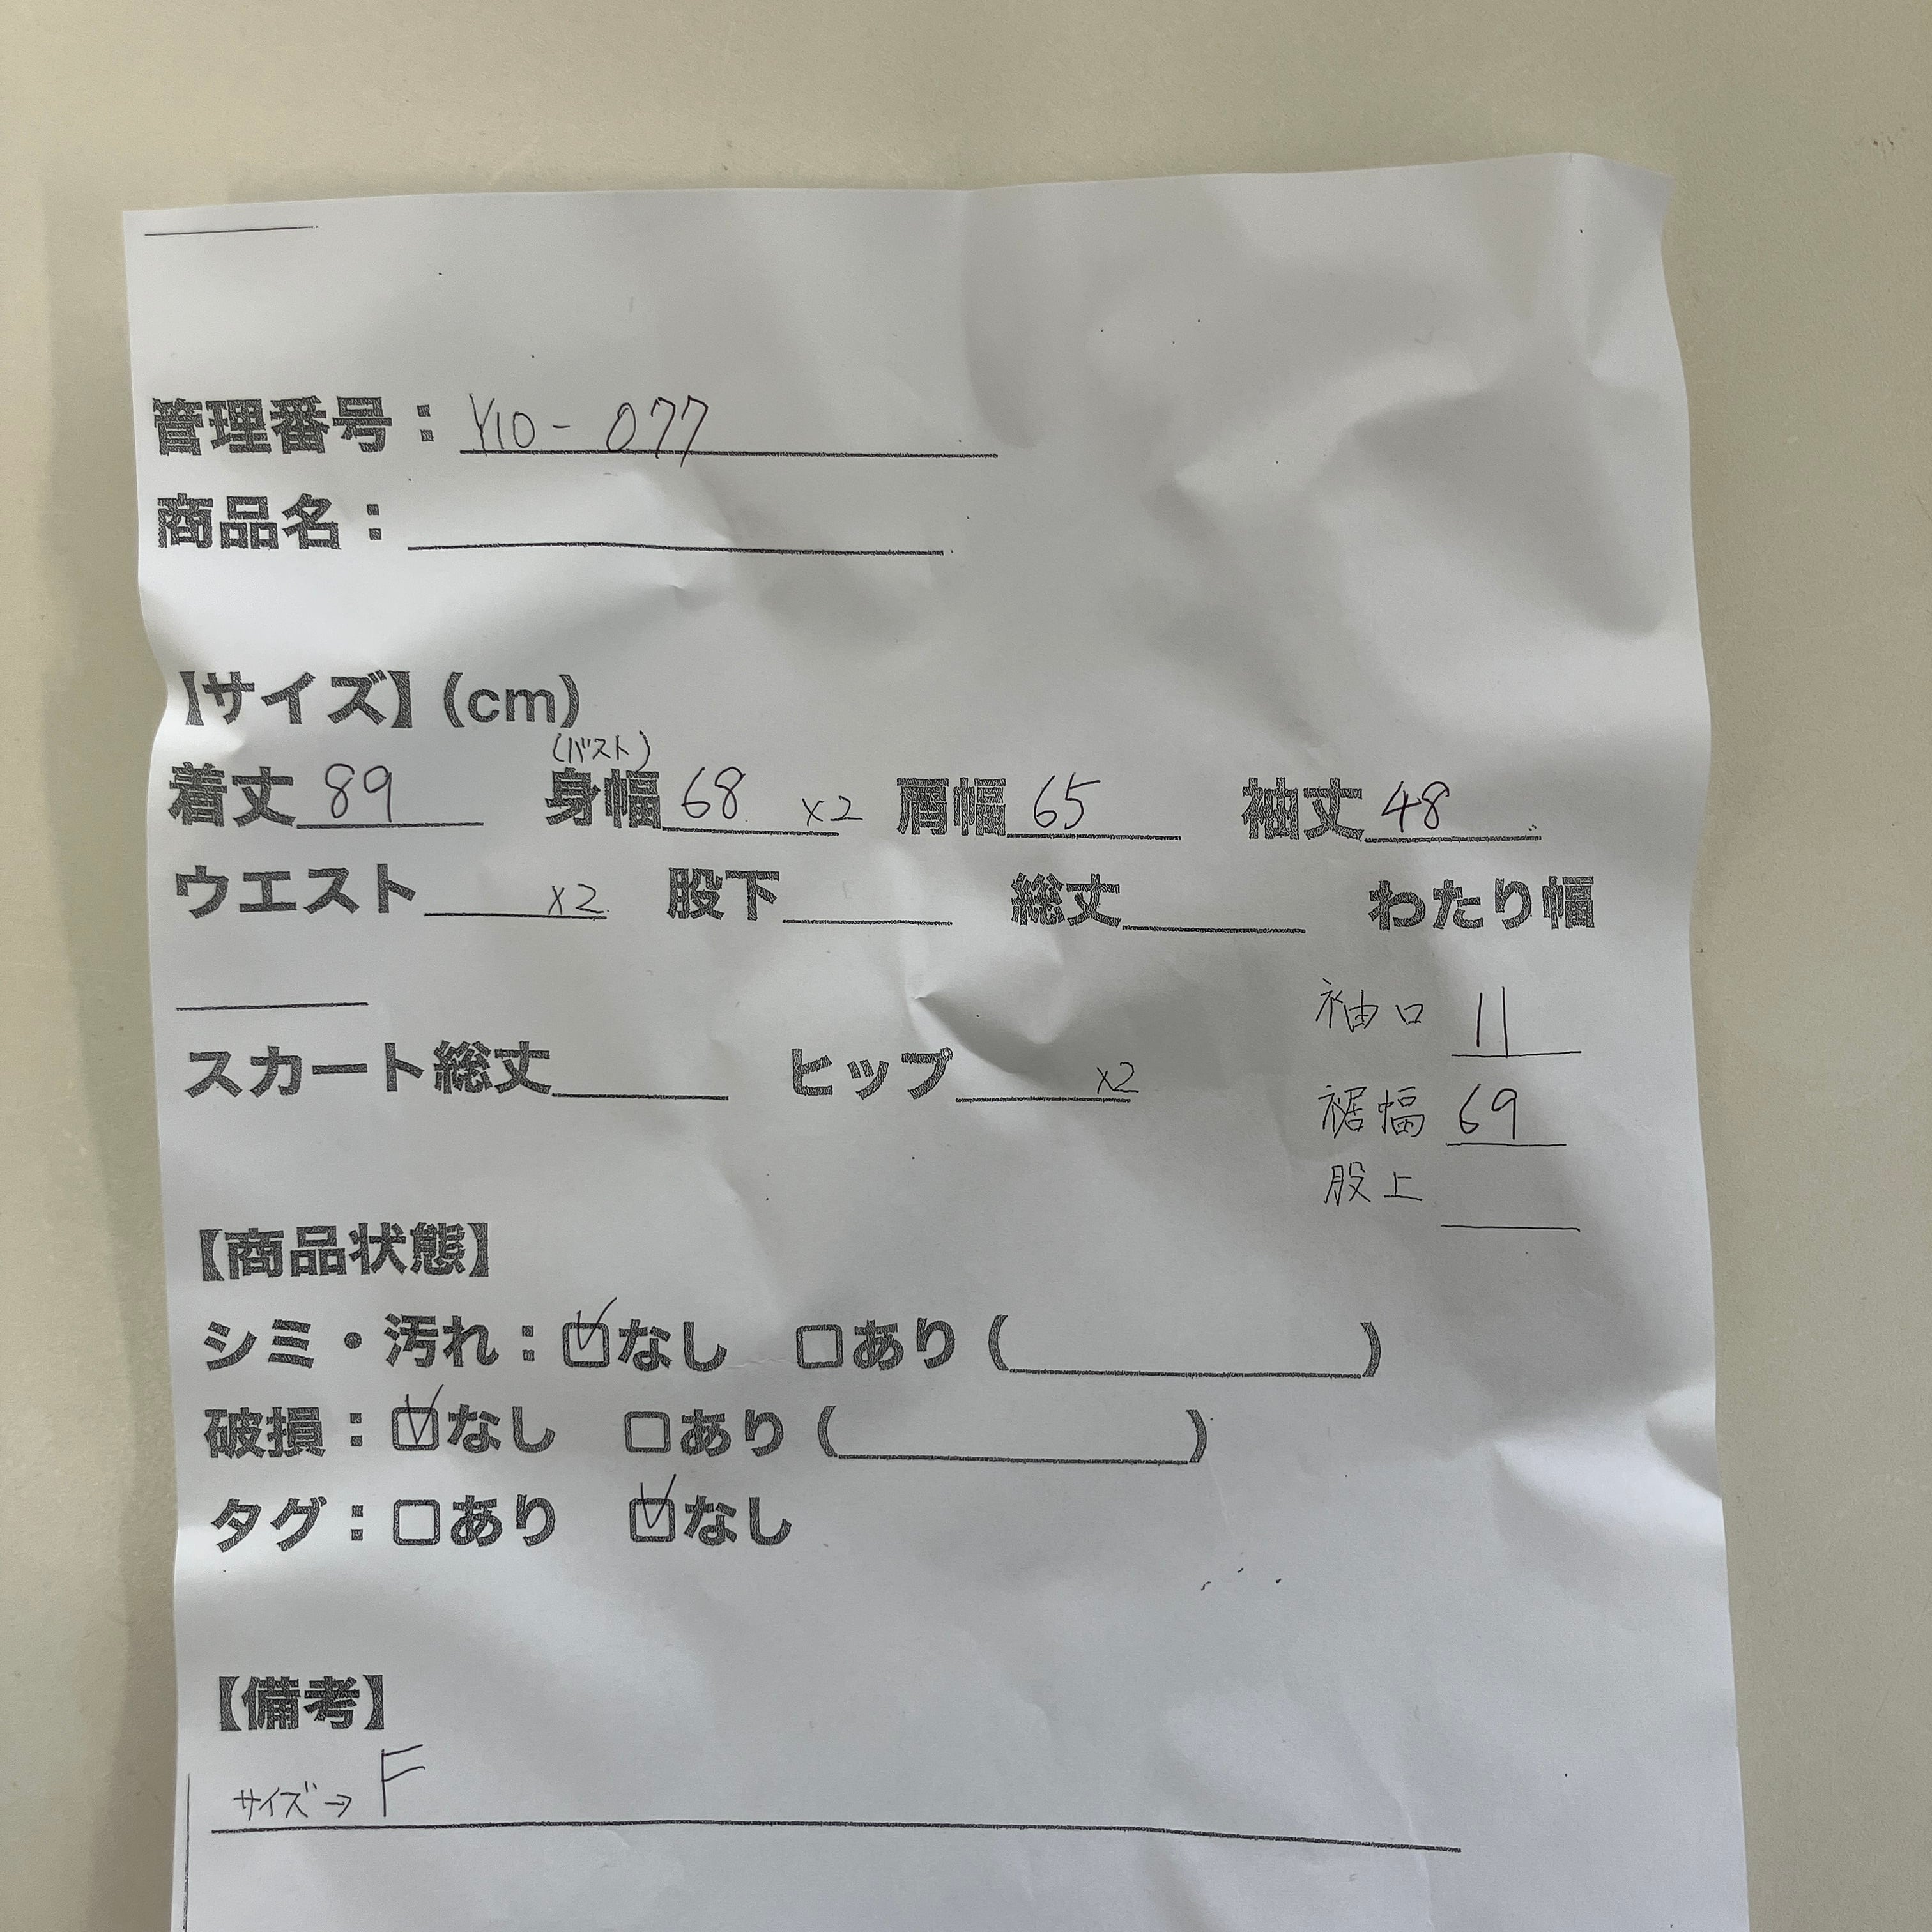 管理番号：Y10-077
商品名：
【サイズ】(cm)
(バスト)
着丈 89 身幅 68 x2 肩幅 65 袖丈 48
ウエスト x2 股下 総丈 わたり幅
袖口 11
スカート総丈 ヒップ x2
裾幅 69
股上
【商品状態】
シミ・汚れ：☑なし □あり( )
破損：☑なし □あり( )
タグ：□あり ☑なし
【備考】
サイズ→ F